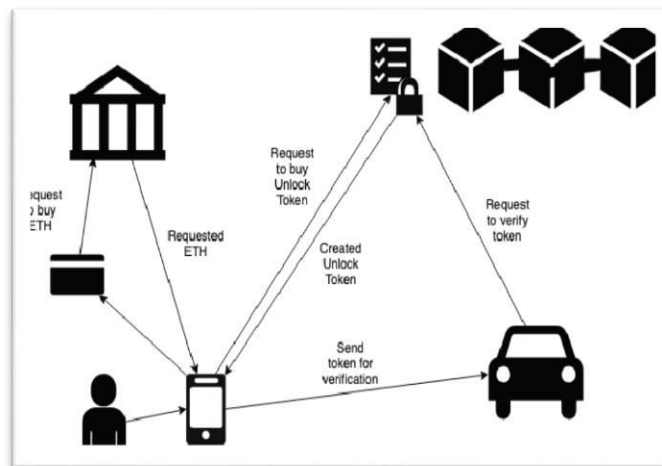 Request
to buy
Unlock
Token
Request
to verify
token
to buy
ETH
Requested
ETH
Created
Unlock
Token
Send
token for
verification